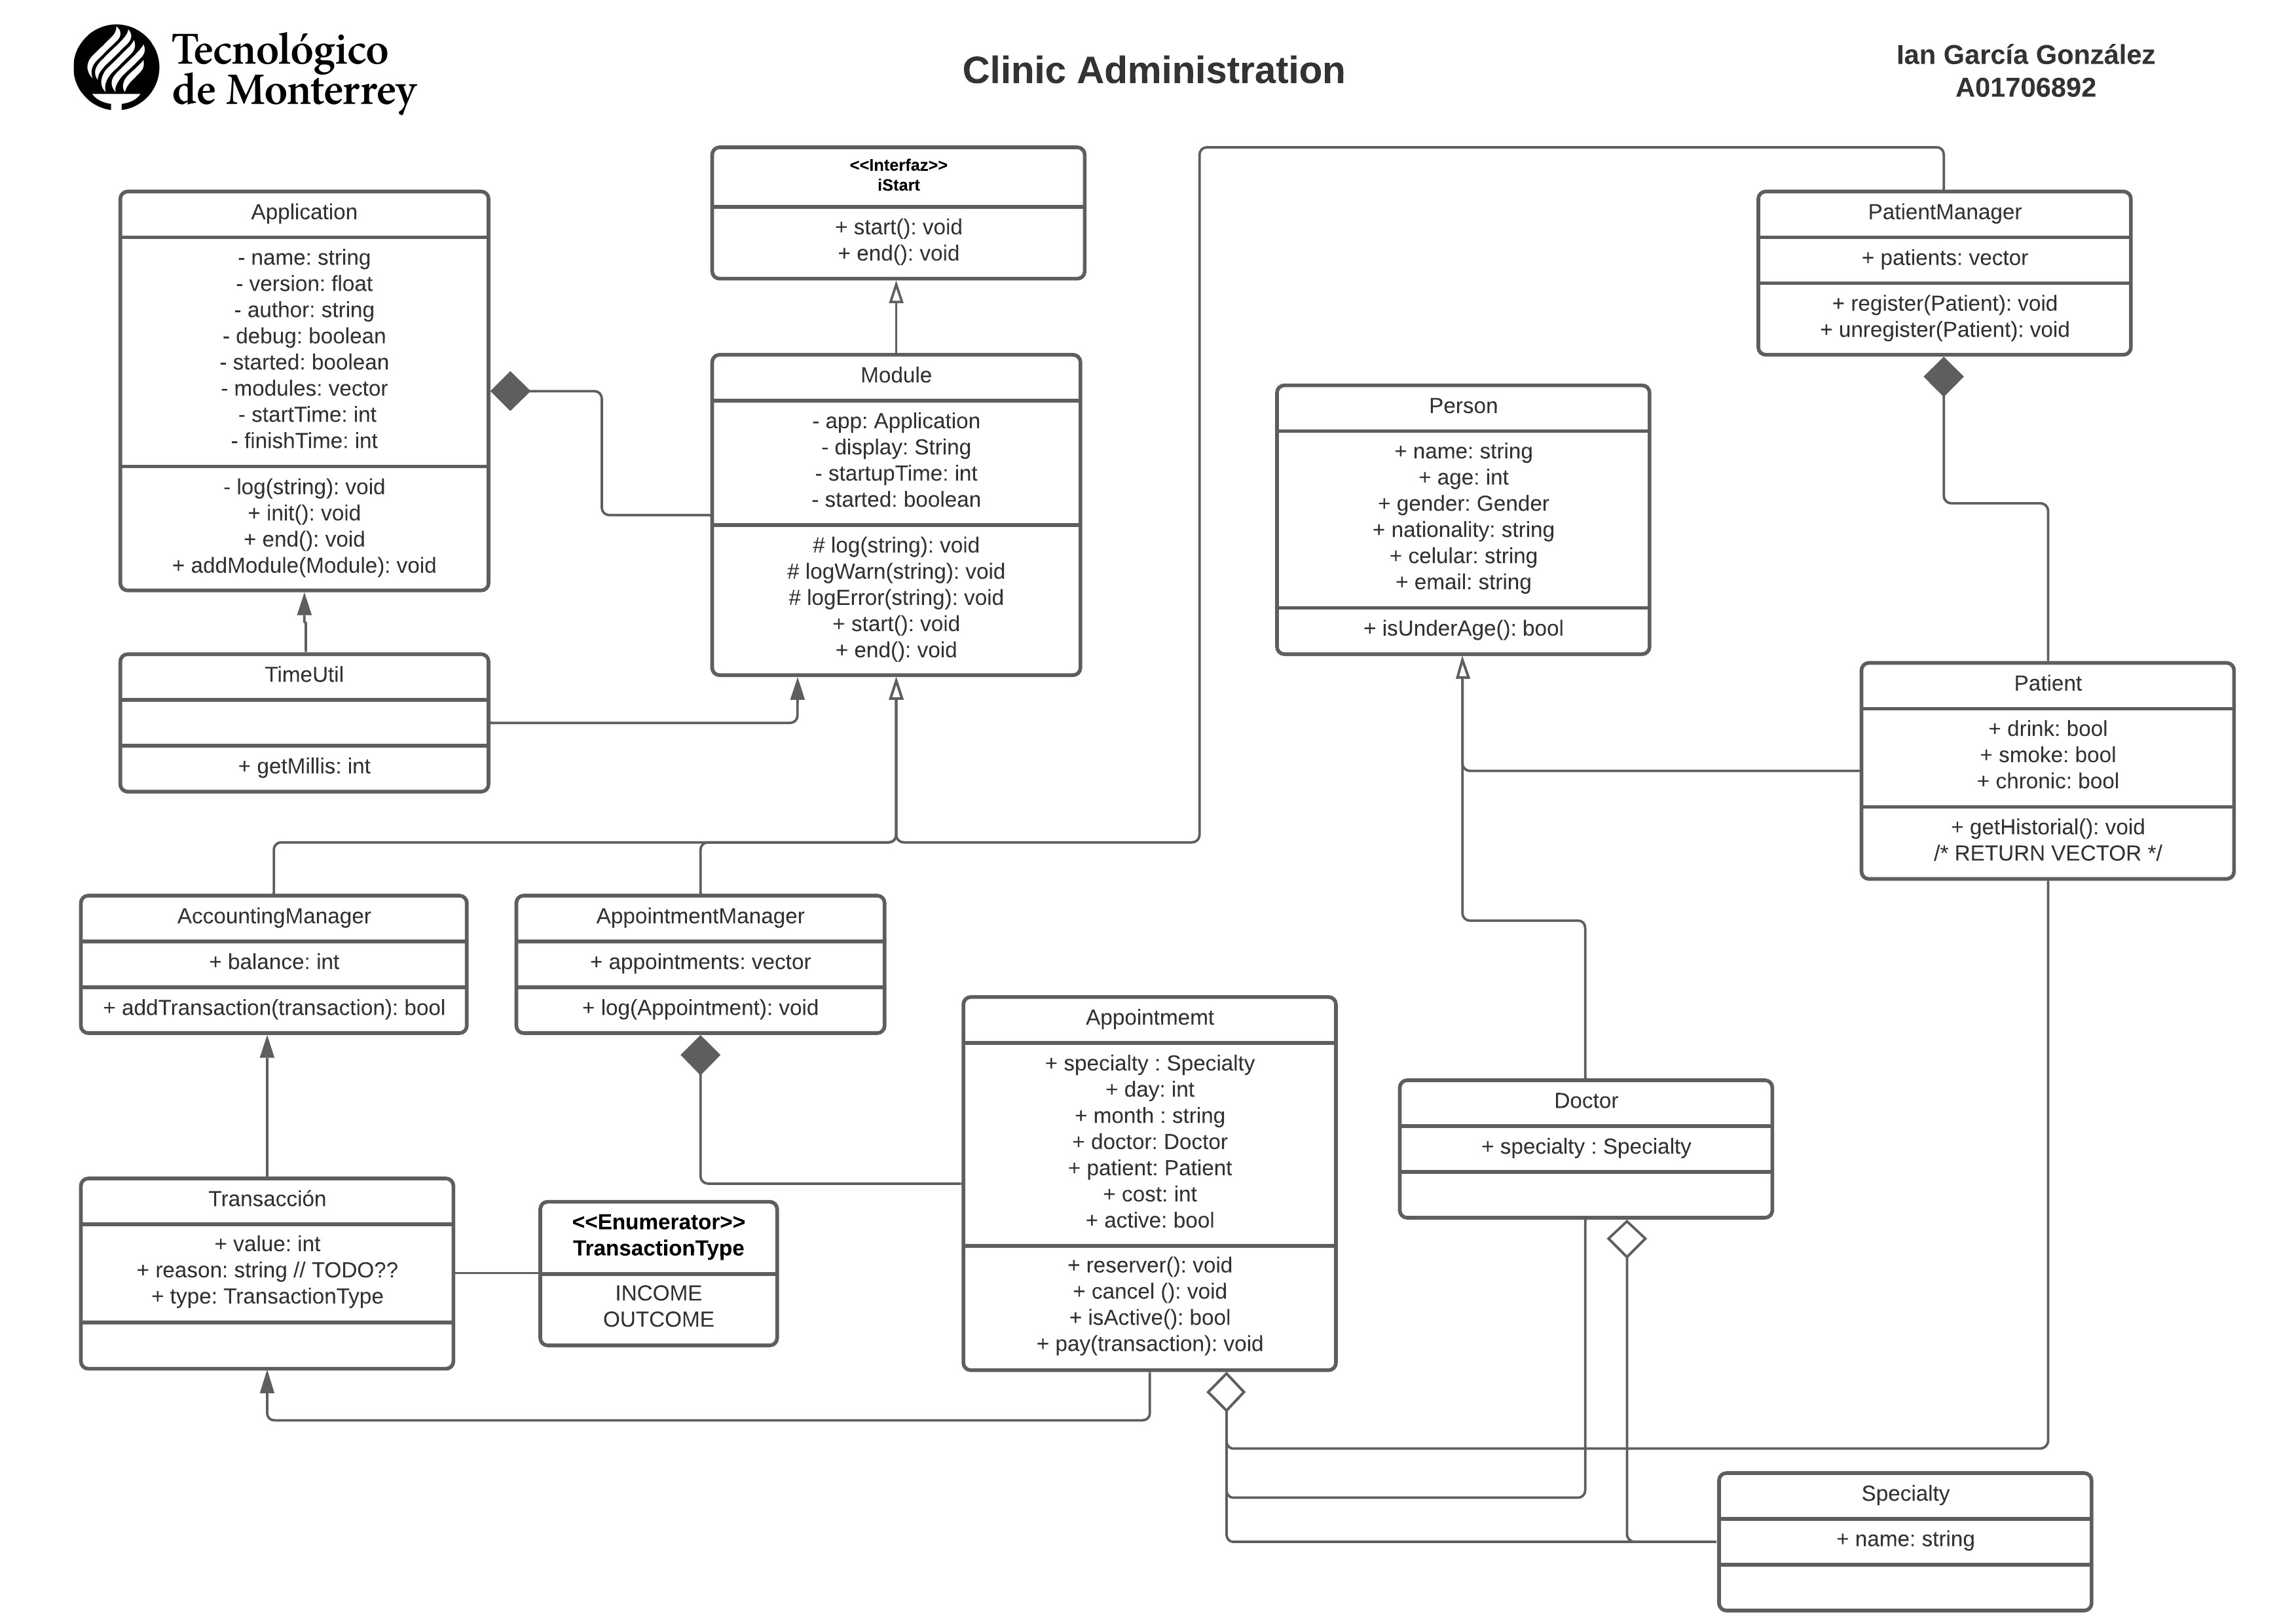 Tecnológico
de Monterrey
Clinic Administration
Ian García González
A01706892
<<Interfaz>>
iStart
+ start(): void
+ end(): void
Application
- name: string
- version: float
- author: string
- debug: boolean
- started: boolean
- modules: vector
- startTime: int
- finishTime: int
- log(string): void
+ init(): void
+ end(): void
+ addModule(Module): void
PatientManager
+ patients: vector
+ register(Patient): void
+ unregister(Patient): void
Module
- app: Application
- display: String
- startupTime: int
- started: boolean
# log(string): void
# logWarn(string): void
# logError(string): void
+ start(): void
+ end(): void
Person
+ name: string
+ age: int
+ gender: Gender
+ nationality: string
+ celular: string
+ email: string
+ isUnderAge(): bool
TimeUtil
+ getMillis: int
Patient
+ drink: bool
+ smoke: bool
+ chronic: bool
+ getHistorial(): void
/* RETURN VECTOR */
AccountingManager
+ balance: int
+ addTransaction(transaction): bool
AppointmentManager
+ appointments: vector
+ log(Appointment): void
Appointmemt
+ specialty : Specialty
+ day: int
+ month : string
+ doctor: Doctor
+ patient: Patient
+ cost: int
+ active: bool
+ reserver(): void
+ cancel (): void
+ isActive(): bool
+ pay(transaction): void
Doctor
+ specialty : Specialty
Transacción
+ value: int
+ reason: string // TODO??
+ type: TransactionType
<<Enumerator>>
TransactionType
INCOME
OUTCOME
Specialty
+ name: string